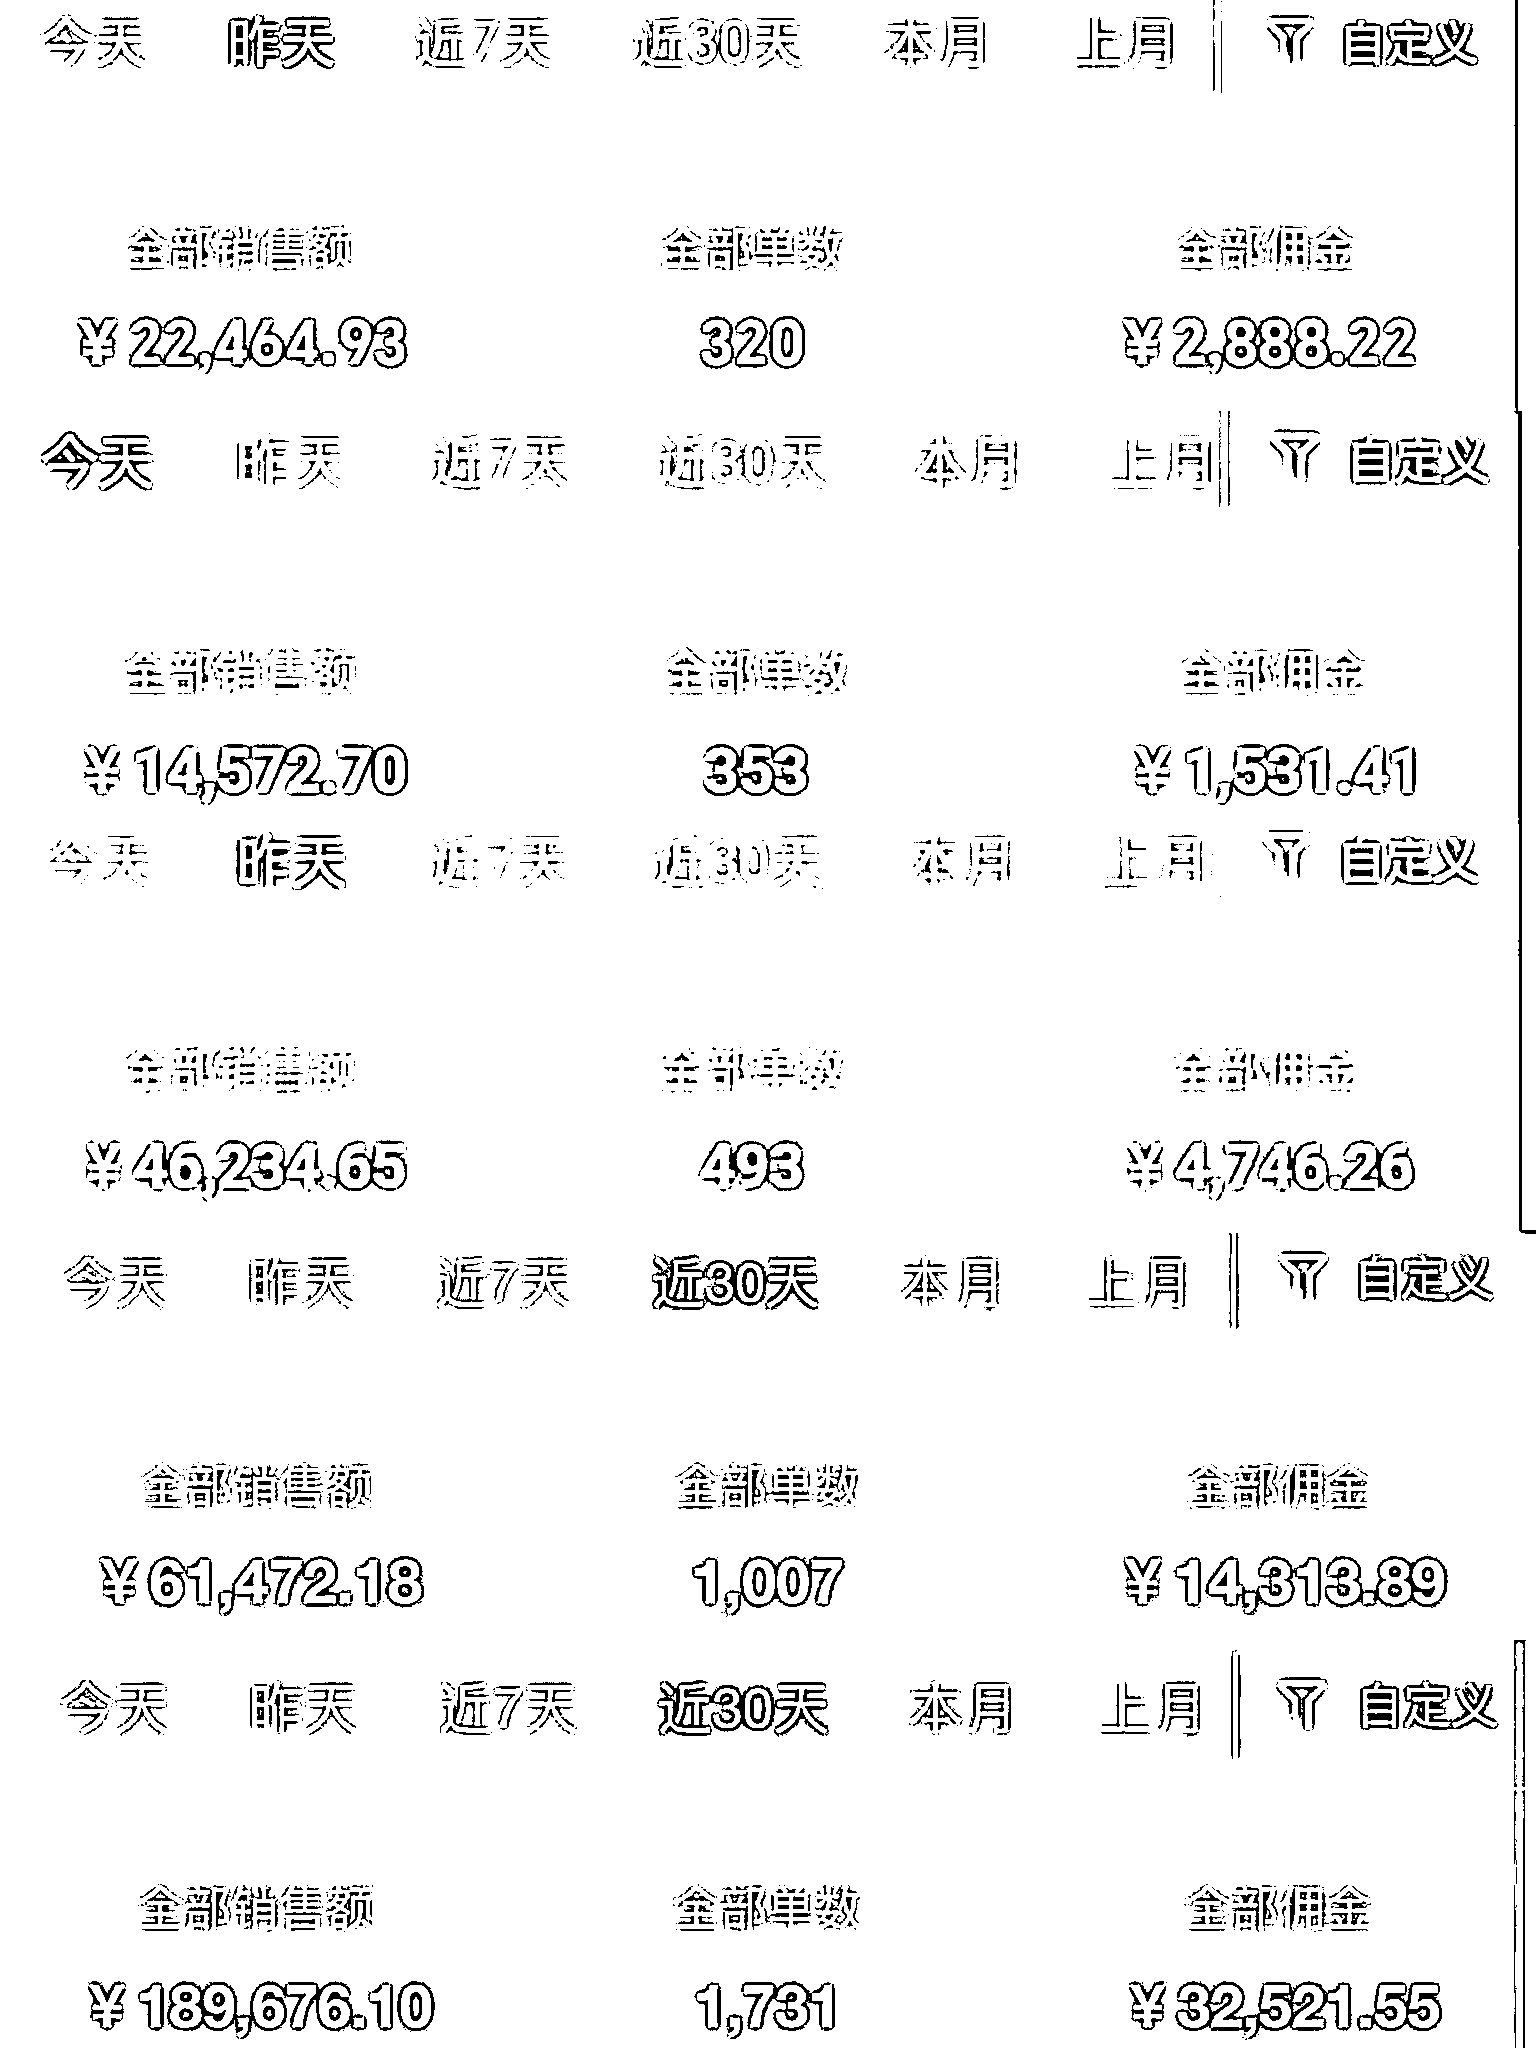 今天 昨天 近7天 近30天 本月 上月 自定义
全部销售额 全部单数 全部佣金
¥22,464.93 320 ¥2,888.22
今天 昨天 近7天 近30天 本月 上月 自定义
全部销售额 全部单数 全部佣金
¥14,572.70 353 ¥1,531.41
今天 昨天 近7天 近30天 本月 上月 自定义
全部销售额 全部单数 全部佣金
¥46,234.65 493 ¥4,746.26
今天 昨天 近7天 近30天 本月 上月 自定义
全部销售额 全部单数 全部佣金
¥61,472.18 1,007 ¥14,313.89
今天 昨天 近7天 近30天 本月 上月 自定义
全部销售额 全部单数 全部佣金
¥189,676.10 1,731 ¥32,521.55